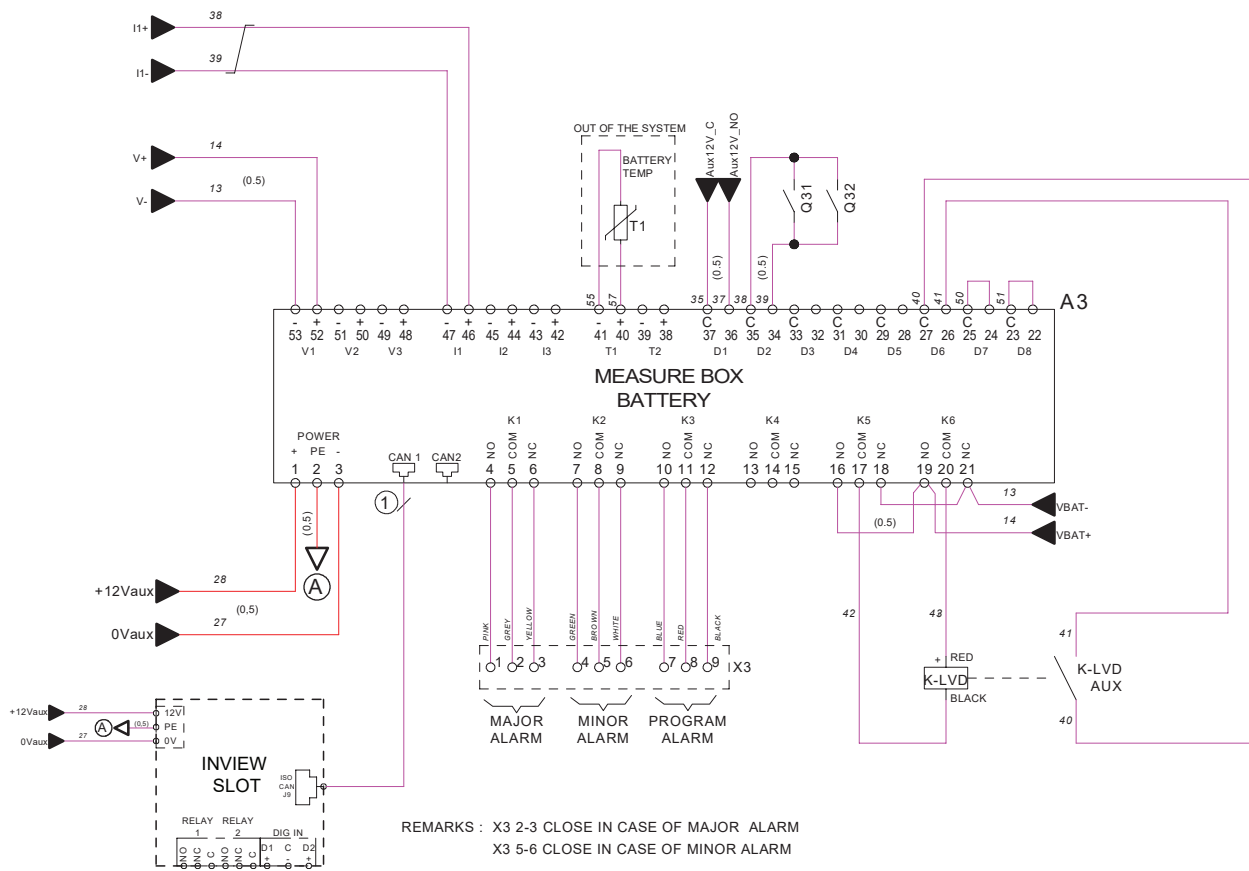 I1+
38
I1-
39
V+
14
V-
13
(0.5)
OUT OF THE SYSTEM
BATTERY
TEMP
T1
Aux12V_C
Aux12V_NO
Q31
Q32
(0.5)
(0.5)
55 57 35 37 38 39 40 41 50 51
A3
- + - + - + - + - + - + - + - + C C C C C C C C
53 52 51 50 49 48 47 46 45 44 43 42 41 40 39 38 37 36 35 34 33 32 31 30 29 28 27 26 25 24 23 22
V1 V2 V3 I1 I2 I3 T1 T2 D1 D2 D3 D4 D5 D6 D7 D8
MEASURE BOX
BATTERY
POWER
+ PE -
1 2 3
CAN 1 CAN2
K1 K2 K3 K4 K5 K6
NO COM NC NO COM NC NO COM NC NO COM NC NO COM NC NO COM NC
4 5 6 7 8 9 10 11 12 13 14 15 16 17 18 19 20 21
1
(0,5)
A
(0.5)
13
VBAT-
14
VBAT+
+12Vaux
28
(0,5)
0Vaux
27
42
43
41
40
PINK GREY YELLOW GREEN BROWN WHITE BLUE RED BLACK
1 2 3 4 5 6 7 8 9 X3
MAJOR
ALARM
MINOR
ALARM
PROGRAM
ALARM
+ RED
K-LVD
BLACK
K-LVD
AUX
+12Vaux
28
12V
A
(0,5)
PE
0Vaux
27
0V
INVIEW
SLOT
ISO
CAN
J9
RELAY RELAY
1 2
DIG IN
NO NC C NO NC C
D1 C D2
+ - +
REMARKS : X3 2-3 CLOSE IN CASE OF MAJOR ALARM
X3 5-6 CLOSE IN CASE OF MINOR ALARM